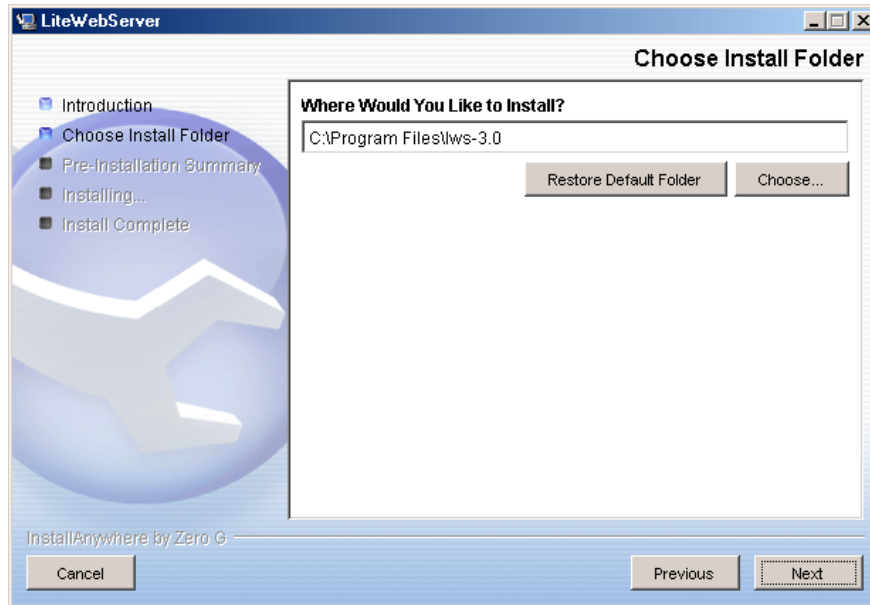 LiteWebServer
Choose Install Folder
Introduction
Choose Install Folder
Pre-Installation Summary
Installing...
Install Complete
Where Would You Like to Install?
C:\Program Files\lws-3.0
Restore Default Folder
Choose...
InstallAnywhere by Zero G
Cancel
Previous
Next